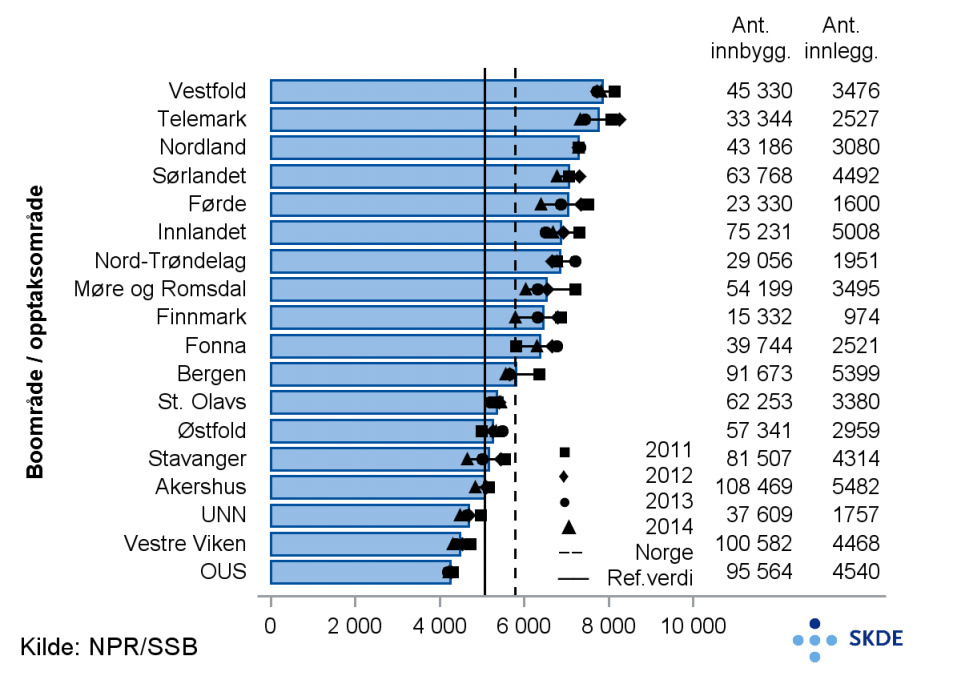 Ant. Ant.
innbygg. innlegg.
Vestfold 45 330 3476
Telemark 33 344 2527
Nordland 43 186 3080
Sørlandet 63 768 4492
Førde 23 330 1600
Innlandet 75 231 5008
Nord-Trøndelag 29 056 1951
Møre og Romsdal 54 199 3495
Finnmark 15 332 974
Fonna 39 744 2521
Bergen 91 673 5399
St. Olavs 62 253 3380
Østfold 57 341 2959
Stavanger 81 507 4314
Akershus 108 469 5482
UNN 37 609 1757
Vestre Viken 100 582 4468
OUS 95 564 4540
Boområde / opptaksområde
2011
2012
2013
2014
Norge
Ref.verdi
0 2 000 4 000 6 000 8 000 10 000
Kilde: NPR/SSB
SKDE